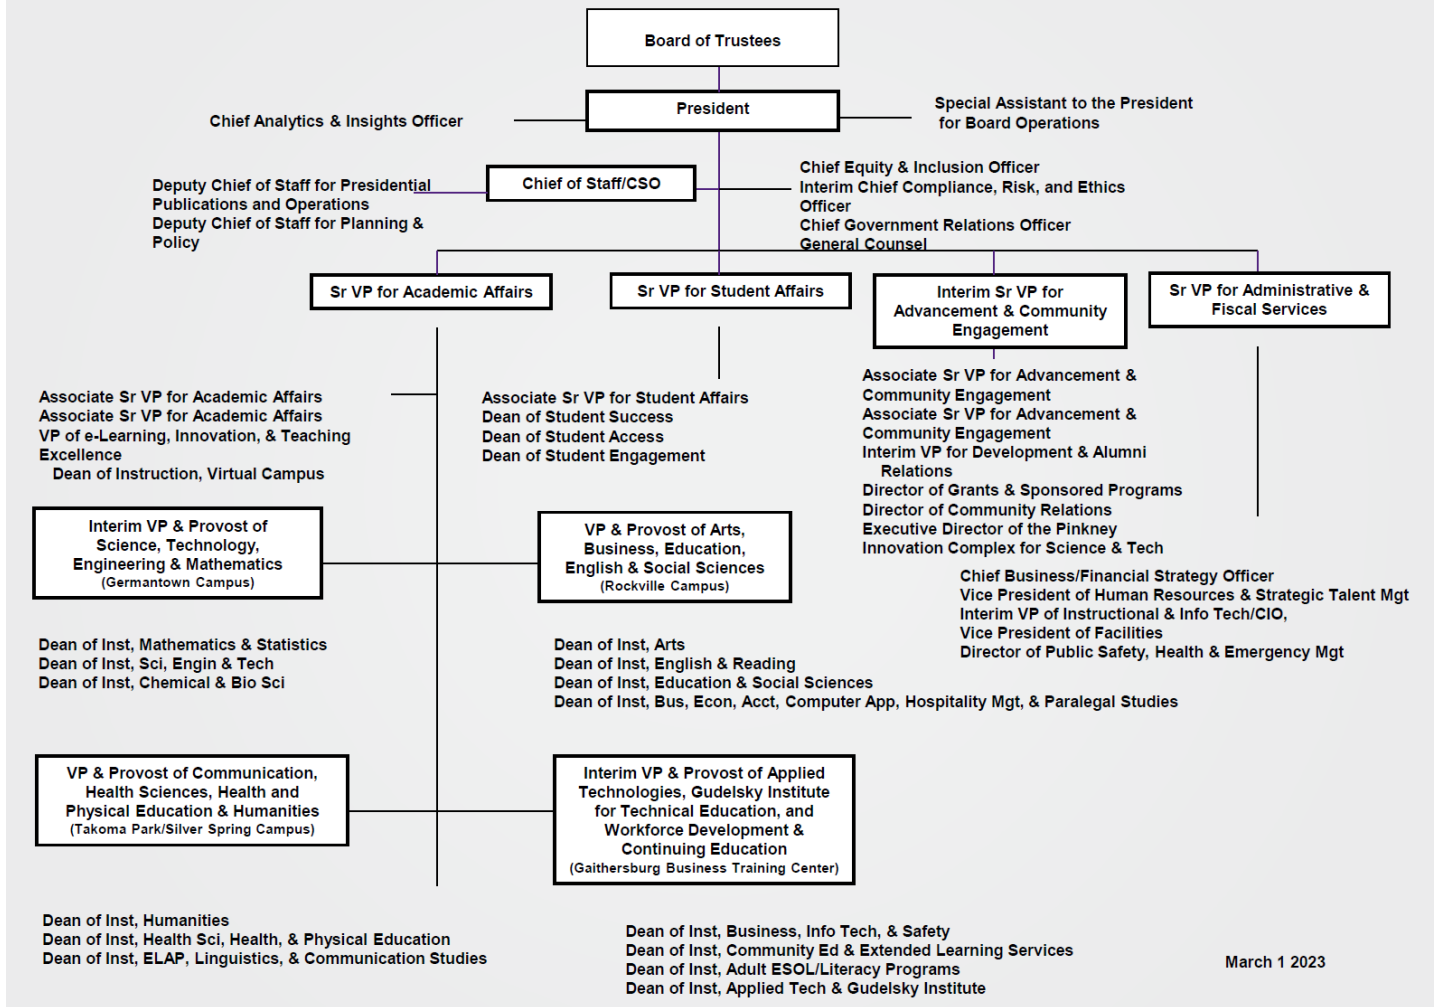 Board of Trustees
President
Chief Analytics & Insights Officer
Special Assistant to the President
for Board Operations
Chief of Staff/CSO
Deputy Chief of Staff for Presidential
Publications and Operations
Deputy Chief of Staff for Planning &
Policy
Chief Equity & Inclusion Officer
Interim Chief Compliance, Risk, and Ethics
Officer
Chief Government Relations Officer
General Counsel
Sr VP for Academic Affairs
Sr VP for Student Affairs
Interim Sr VP for
Advancement & Community
Engagement
Sr VP for Administrative &
Fiscal Services
Associate Sr VP for Academic Affairs
Associate Sr VP for Academic Affairs
VP of e-Learning, Innovation, & Teaching
Excellence
Dean of Instruction, Virtual Campus
Associate Sr VP for Student Affairs
Dean of Student Success
Dean of Student Access
Dean of Student Engagement
Associate Sr VP for Advancement &
Community Engagement
Associate Sr VP for Advancement &
Community Engagement
Interim VP for Development & Alumni
Relations
Director of Grants & Sponsored Programs
Director of Community Relations
Executive Director of the Pinkney
Innovation Complex for Science & Tech
Chief Business/Financial Strategy Officer
Vice President of Human Resources & Strategic Talent Mgt
Interim VP of Instructional & Info Tech/CIO,
Vice President of Facilities
Director of Public Safety, Health & Emergency Mgt
Interim VP & Provost of
Science, Technology,
Engineering & Mathematics
(Germantown Campus)
VP & Provost of Arts,
Business, Education,
English & Social Sciences
(Rockville Campus)
Dean of Inst, Mathematics & Statistics
Dean of Inst, Sci, Engin & Tech
Dean of Inst, Chemical & Bio Sci
Dean of Inst, Arts
Dean of Inst, English & Reading
Dean of Inst, Education & Social Sciences
Dean of Inst, Bus, Econ, Acct, Computer App, Hospitality Mgt, & Paralegal Studies
VP & Provost of Communication,
Health Sciences, Health and
Physical Education & Humanities
(Takoma Park/Silver Spring Campus)
Interim VP & Provost of Applied
Technologies, Gudelsky Institute
for Technical Education, and
Workforce Development &
Continuing Education
(Gaithersburg Business Training Center)
Dean of Inst, Humanities
Dean of Inst, Health Sci, Health, & Physical Education
Dean of Inst, ELAP, Linguistics, & Communication Studies
Dean of Inst, Business, Info Tech, & Safety
Dean of Inst, Community Ed & Extended Learning Services
Dean of Inst, Adult ESOL/Literacy Programs
Dean of Inst, Applied Tech & Gudelsky Institute
March 1 2023